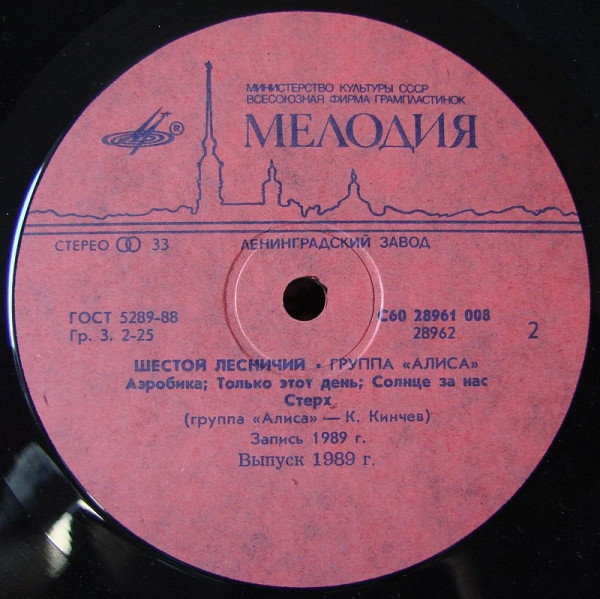 МИНИСТЕРСТВО КУЛЬТУРЫ СССР
ВСЕСОЮЗНАЯ ФИРМА ГРАМПЛАСТИНОК
® МЕЛОДИЯ
СТЕРЕО 33 ЛЕНИНГРАДСКИЙ ЗАВОД
ГОСТ 5289-88 С60 28961 008
Гр. 3. 2-25 28962 2
ШЕСТОЙ ЛЕСНИЧИЙ • ГРУППА «АЛИСА»
Аэробика; Только этот день; Солнце за нас
Стерх
(группа «Алиса» — К. Кинчев)
Запись 1989 г.
Выпуск 1989 г.